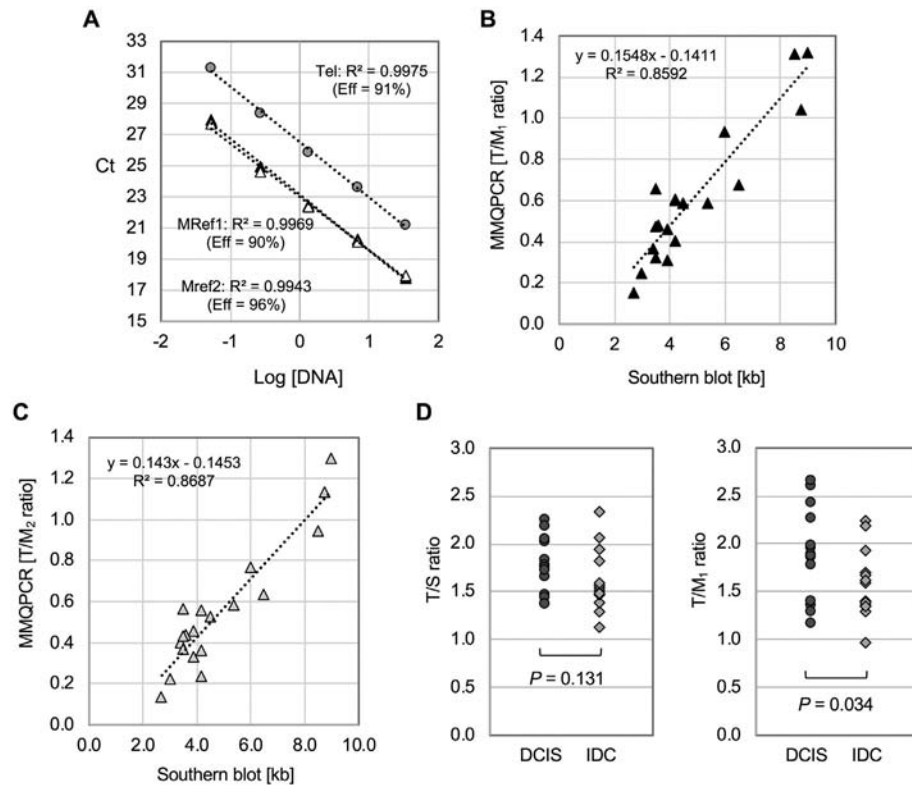 A
33
31
29
27
25
23
21
19
17
15
Ct
Tel: R² = 0.9975
(Eff = 91%)
MRef1: R² = 0.9969
(Eff = 90%)
Mref2: R² = 0.9943
(Eff = 96%)
-2 -1 0 1 2
Log [DNA]
B
1.4
1.2
1.0
0.8
0.6
0.4
0.2
0.0
MMQPCR [T/M₁ ratio]
y = 0.1548x - 0.1411
R² = 0.8592
0 2 4 6 8 10
Southern blot [kb]
C
1.4
1.2
1.0
0.8
0.6
0.4
0.2
0.0
MMQPCR [T/M₂ ratio]
y = 0.143x - 0.1453
R² = 0.8687
0.0 2.0 4.0 6.0 8.0 10.0
Southern blot [kb]
D
3.0
2.5
2.0
1.5
1.0
0.5
0.0
T/S ratio
P = 0.131
DCIS IDC
3.0
2.5
2.0
1.5
1.0
0.5
0.0
T/M₁ ratio
P = 0.034
DCIS IDC